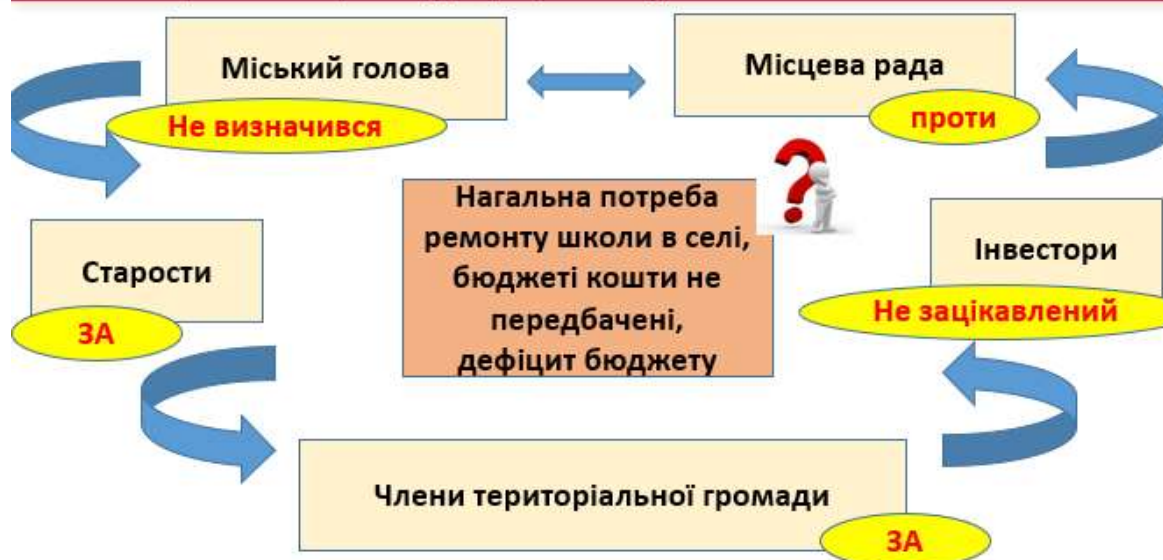 Міський голова
Не визначився
Місцева рада
проти
Нагальна потреба
ремонту школи в селі,
бюджеті кошти не
передбачені,
дефіцит бюджету
Старости
ЗА
Інвестори
Не зацікавлений
Члени територіальної громади
ЗА